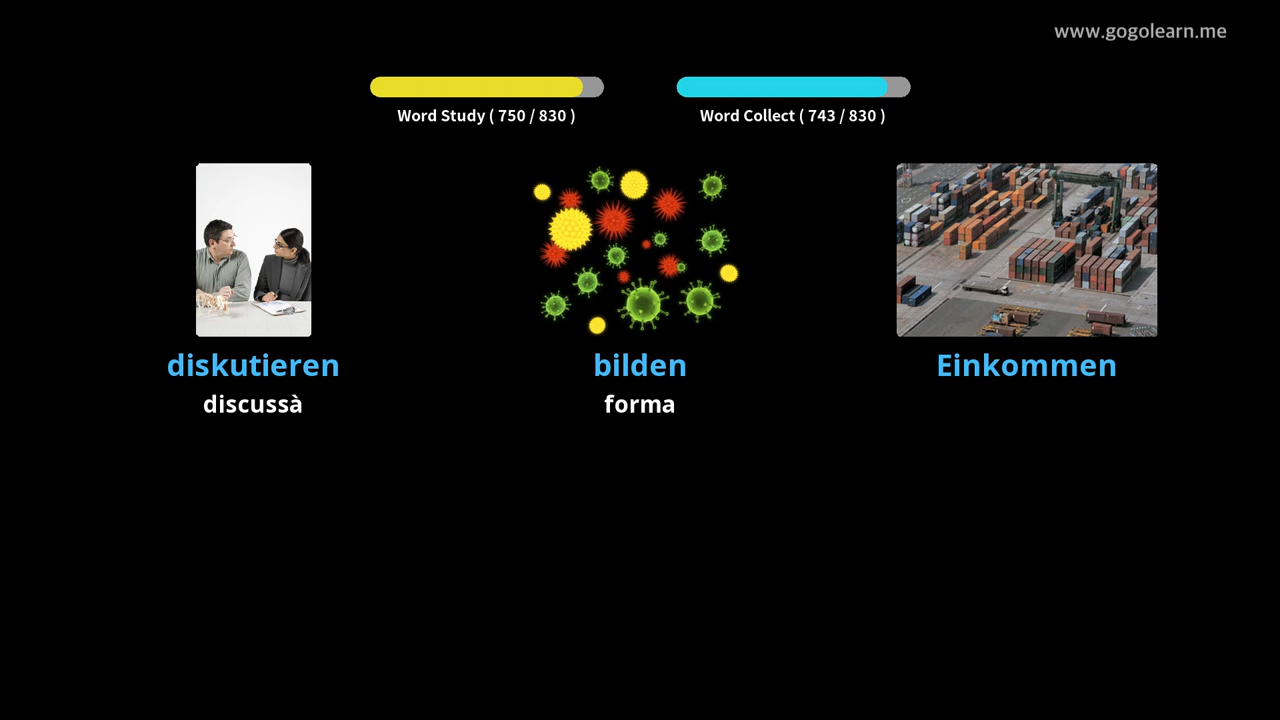 www.gogolearn.me
Word Study ( 750 / 830 )
Word Collect ( 743 / 830 )
diskutieren
discussà
bilden
forma
Einkommen